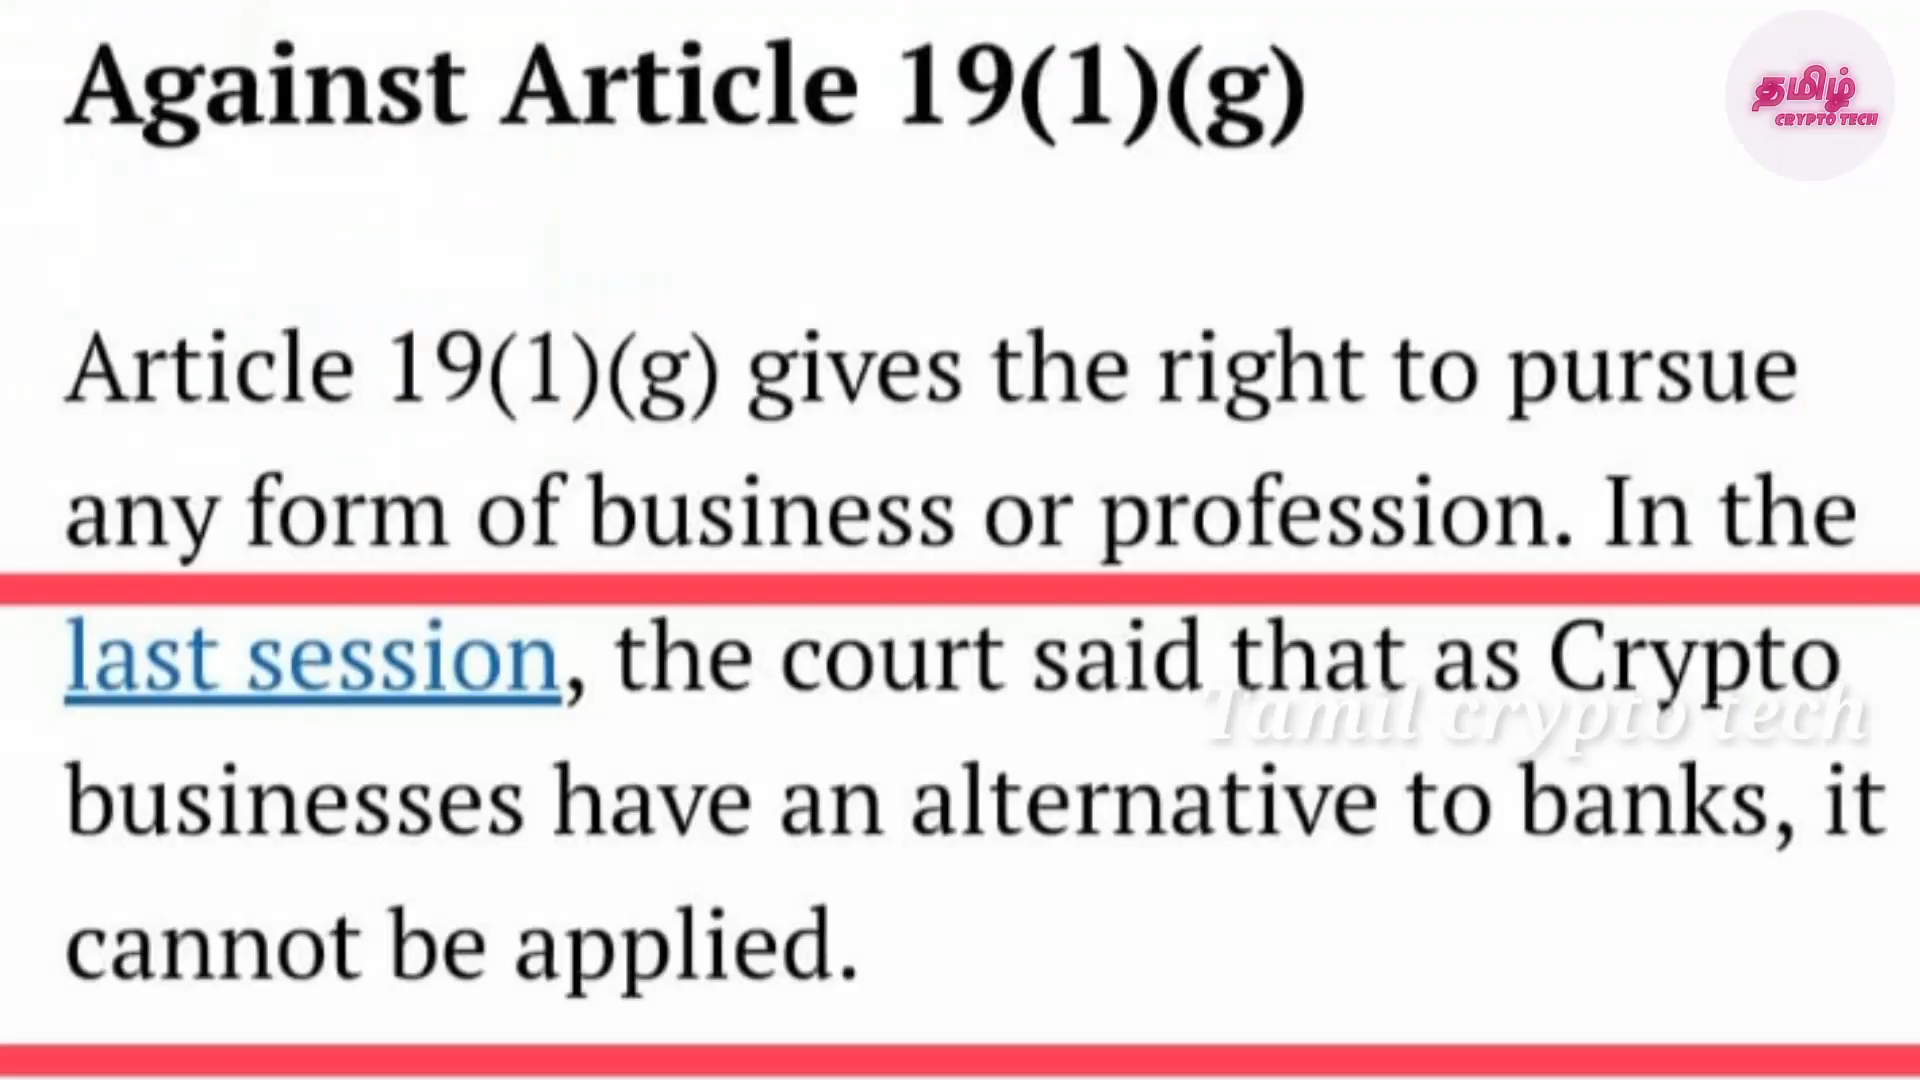 Against Article 19(1)(g)
தமிழ்
CRYPTO TECH
Article 19(1)(g) gives the right to pursue
any form of business or profession. In the
last session, the court said that as Crypto
Tamil crypto tech
businesses have an alternative to banks, it
cannot be applied.